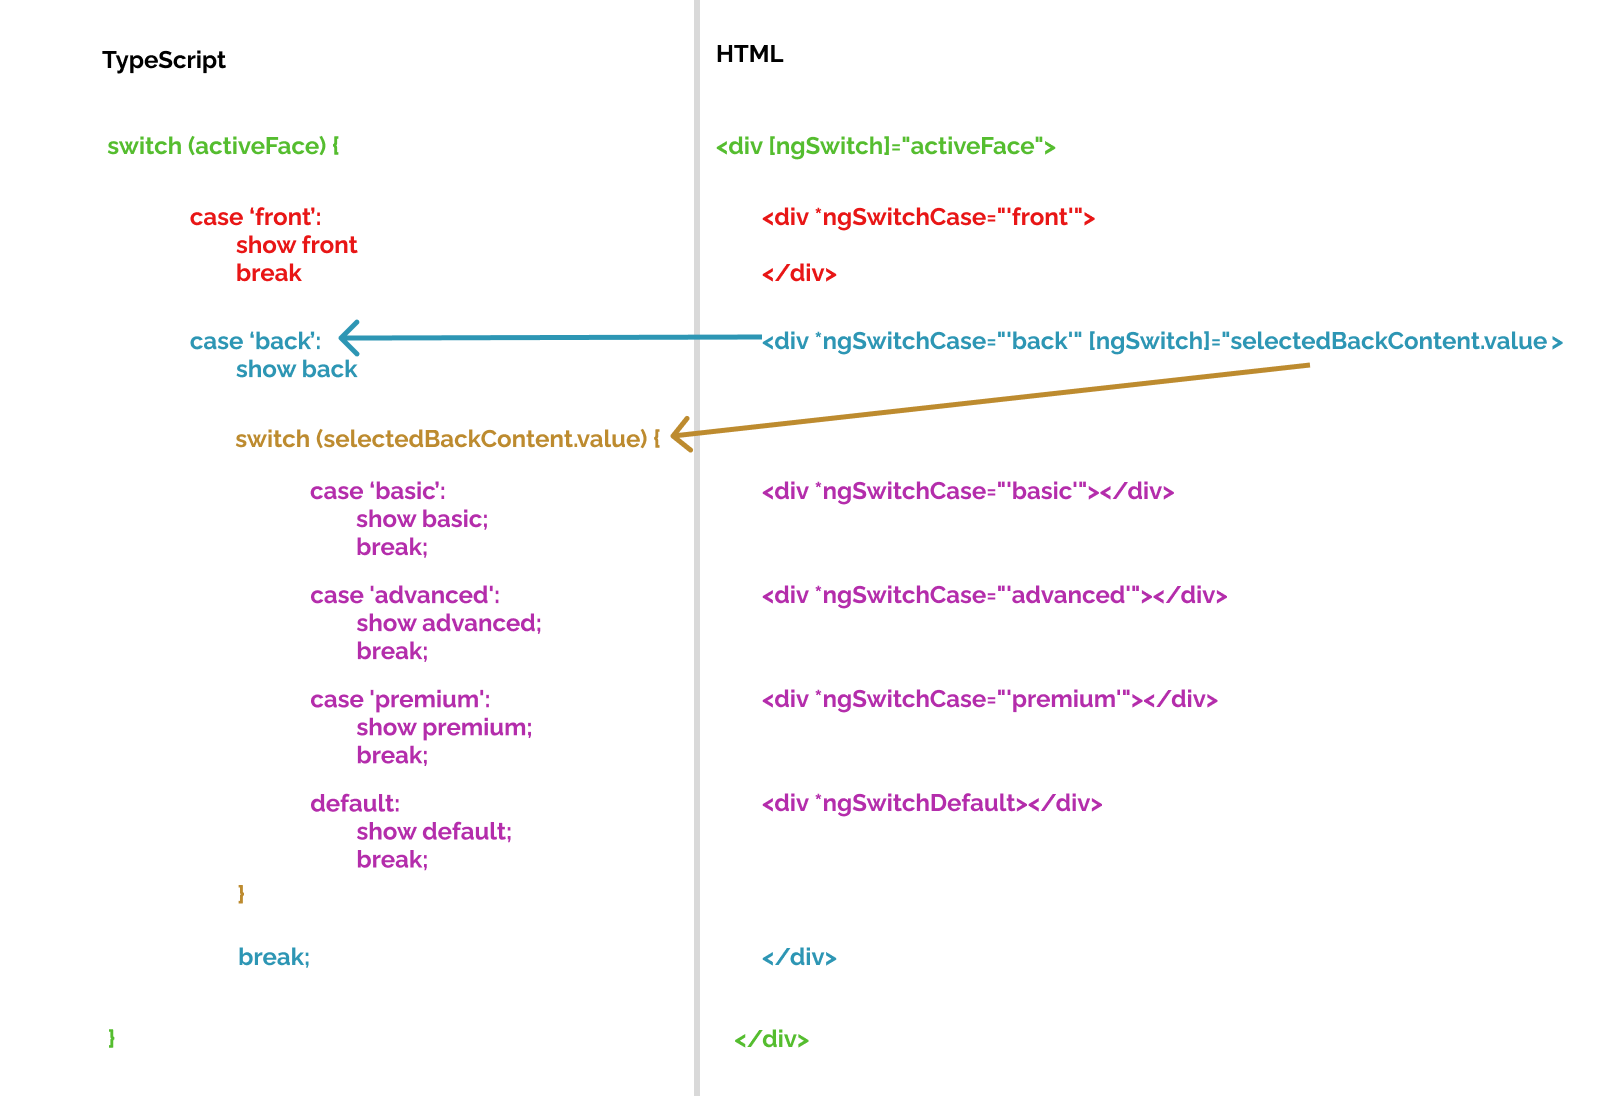 TypeScript
switch (activeFace) {
case ‘front’:
show front
break
case ‘back’:
show back
switch (selectedBackContent.value) {
case ‘basic’:
show basic;
break;
case 'advanced':
show advanced;
break;
case 'premium':
show premium;
break;
default:
show default;
break;
}
break;
}
HTML
<div [ngSwitch]="activeFace">
<div *ngSwitchCase="'front'">
</div>
<div *ngSwitchCase="'back'" [ngSwitch]="selectedBackContent.value >
<div *ngSwitchCase="'basic'"></div>
<div *ngSwitchCase="'advanced'"></div>
<div *ngSwitchCase="'premium'"></div>
<div *ngSwitchDefault></div>
</div>
</div>